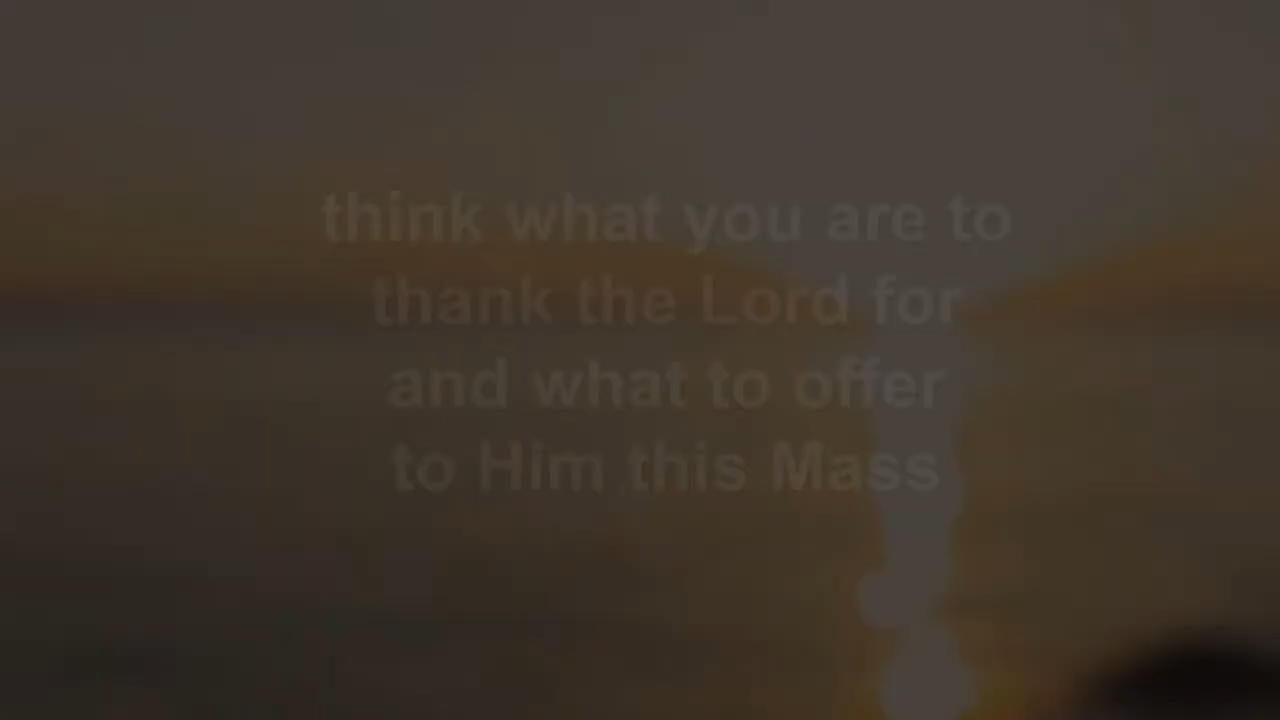 think what you are to
thank the Lord for
and what to offer
to Him this Mass